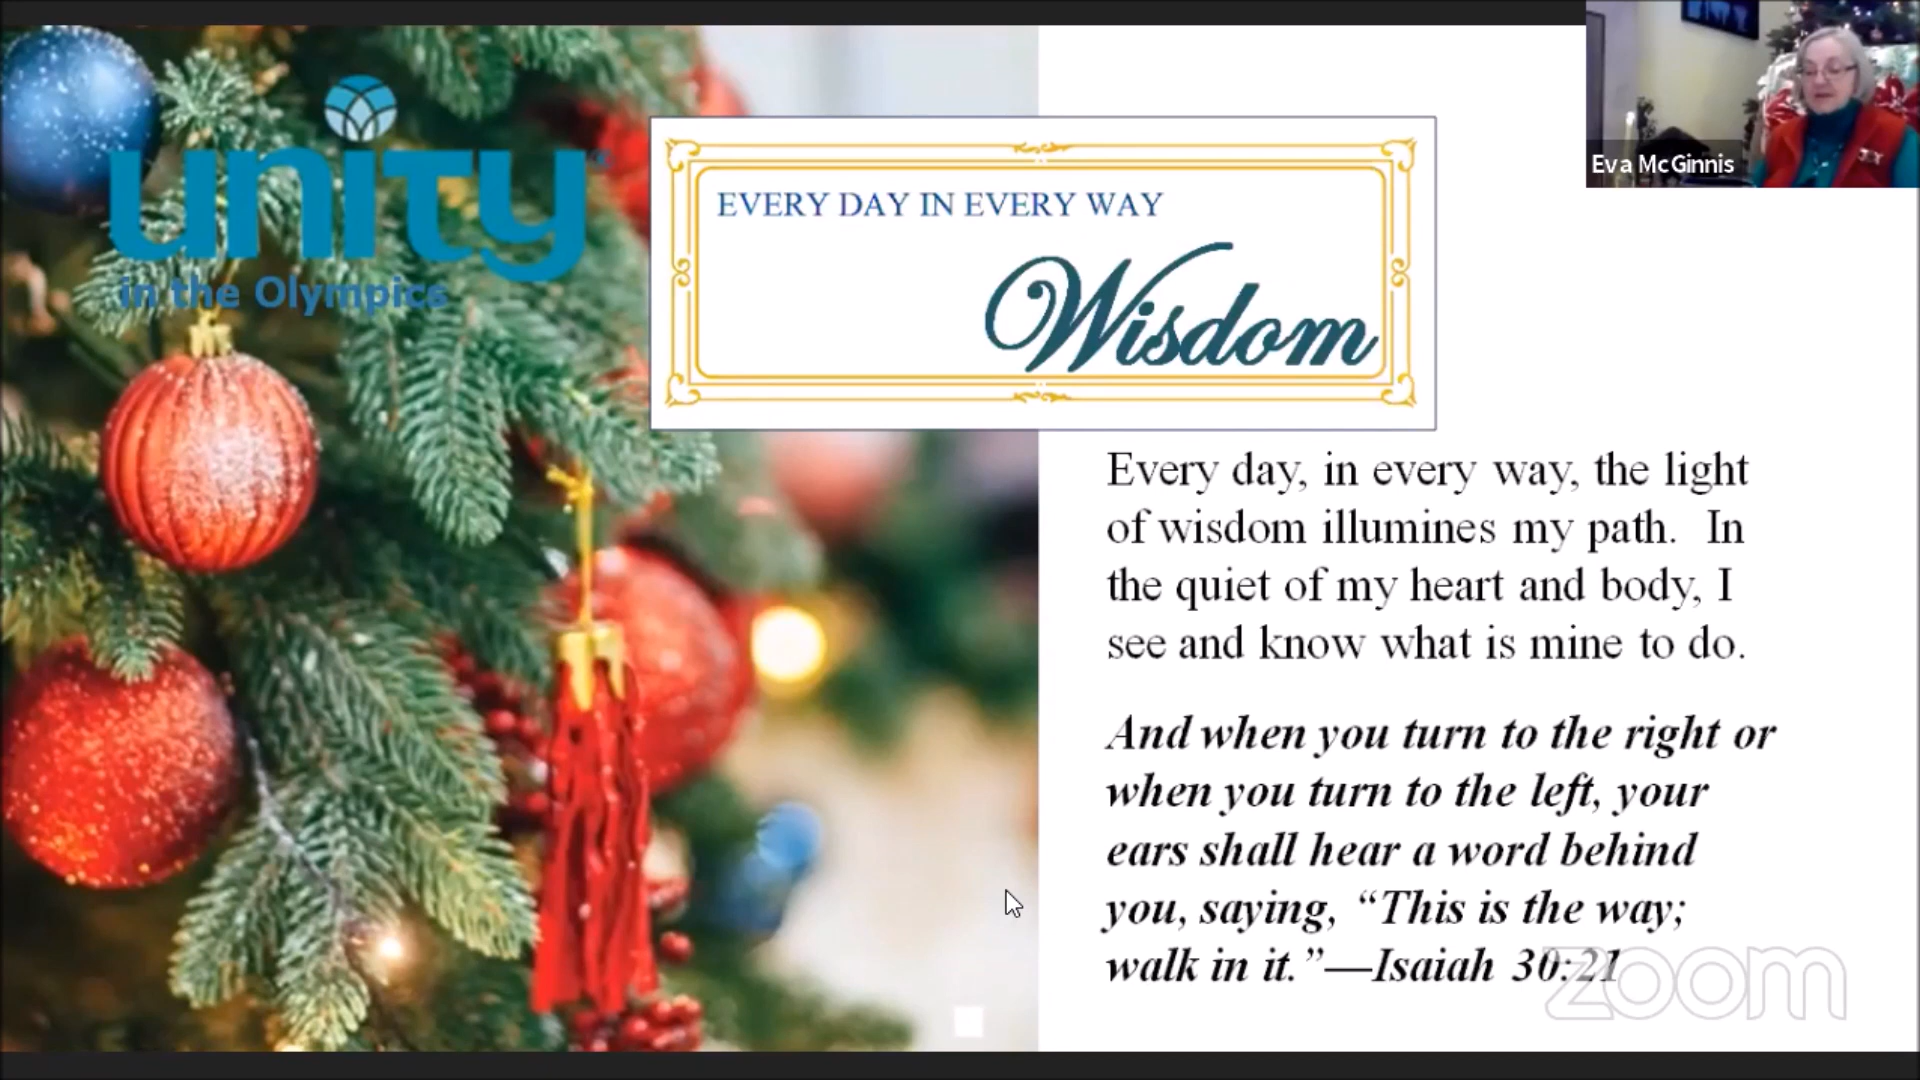 unity
in the Olympics
EVERY DAY IN EVERY WAY
Wisdom
Eva McGinnis
Every day, in every way, the light
of wisdom illumines my path. In
the quiet of my heart and body, I
see and know what is mine to do.
And when you turn to the right or
when you turn to the left, your
ears shall hear a word behind
you, saying, “This is the way;
walk in it.”—Isaiah 30:21
zoom